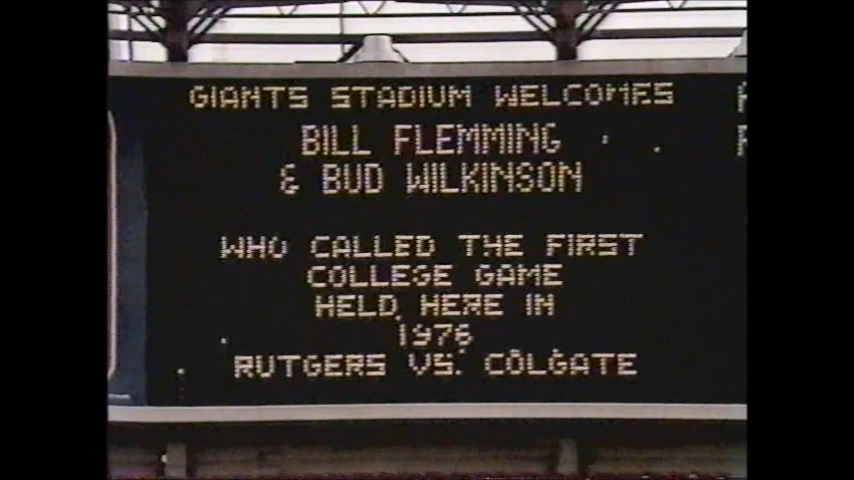 GIANTS STADIUM WELCOMES
BILL FLEMMING
& BUD WILKINSON
WHO CALLED THE FIRST
COLLEGE GAME
HELD HERE IN
1976
RUTGERS VS. COLGATE